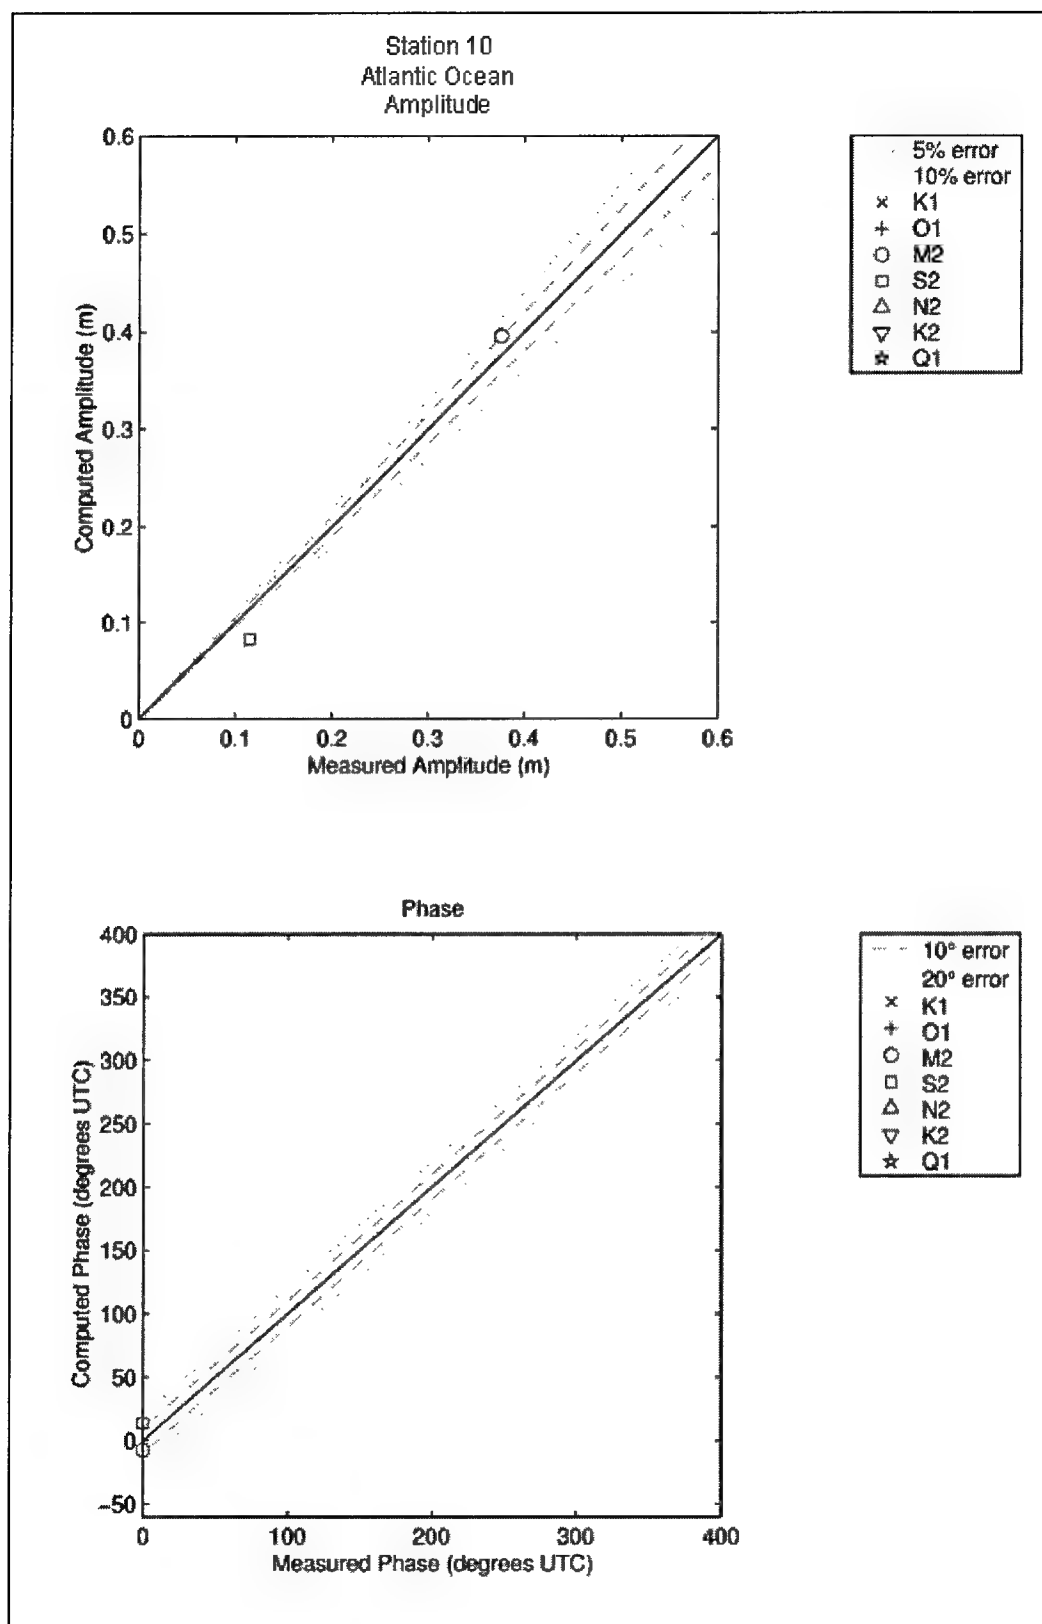 Station 10
Atlantic Ocean
Amplitude
0.6
0.5
0.4
0.3
0.2
0.1
0
Computed Amplitude (m)
0
0.1
0.2
0.3
0.4
0.5
0.6
Measured Amplitude (m)
5% error
10% error
K1
O1
M2
S2
N2
K2
Q1
Phase
400
350
300
250
200
150
100
50
0
−50
Computed Phase (degrees UTC)
0
100
200
300
400
Measured Phase (degrees UTC)
10° error
20° error
K1
O1
M2
S2
N2
K2
Q1